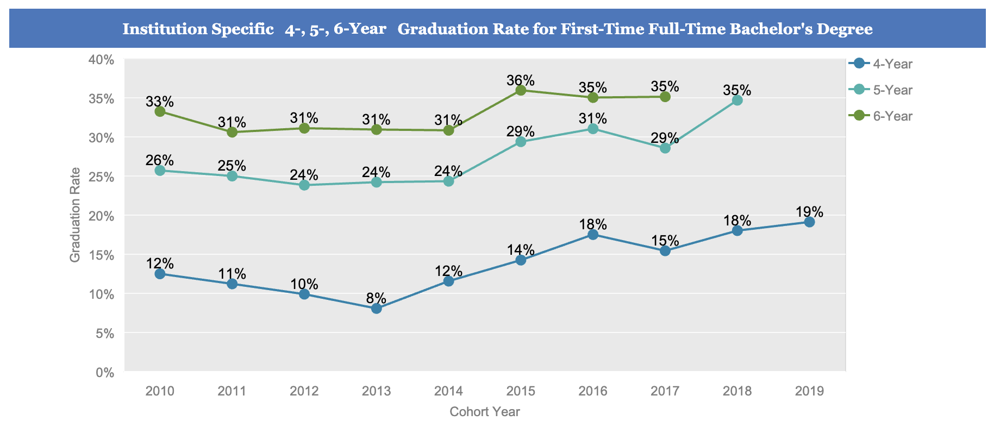 Institution Specific 4-, 5-, 6-Year Graduation Rate for First-Time Full-Time Bachelor's Degree
40%
35%
30%
25%
20%
15%
10%
5%
0%
Graduation Rate
33% 31% 31% 31% 31% 36% 35% 35%
26% 25% 24% 24% 24% 29% 31% 29% 35%
12% 11% 10% 8% 12% 14% 18% 15% 18% 19%
2010 2011 2012 2013 2014 2015 2016 2017 2018 2019
Cohort Year
4-Year
5-Year
6-Year